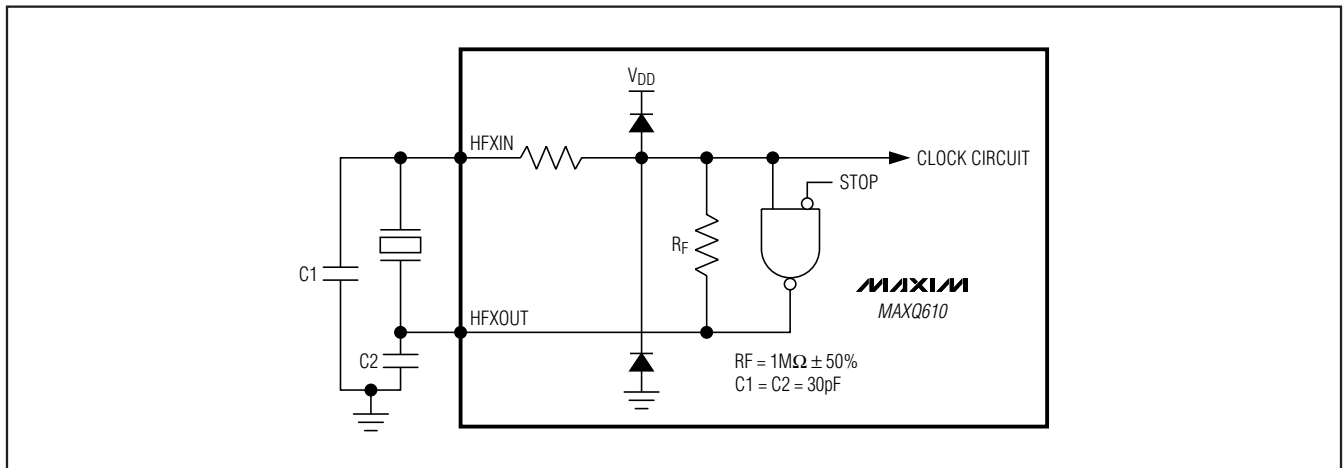 VDD
HFXIN
CLOCK CIRCUIT
STOP
RF
C1
MAXIM
MAXQ610
HFXOUT
C2
RF = 1MΩ ± 50%
C1 = C2 = 30pF